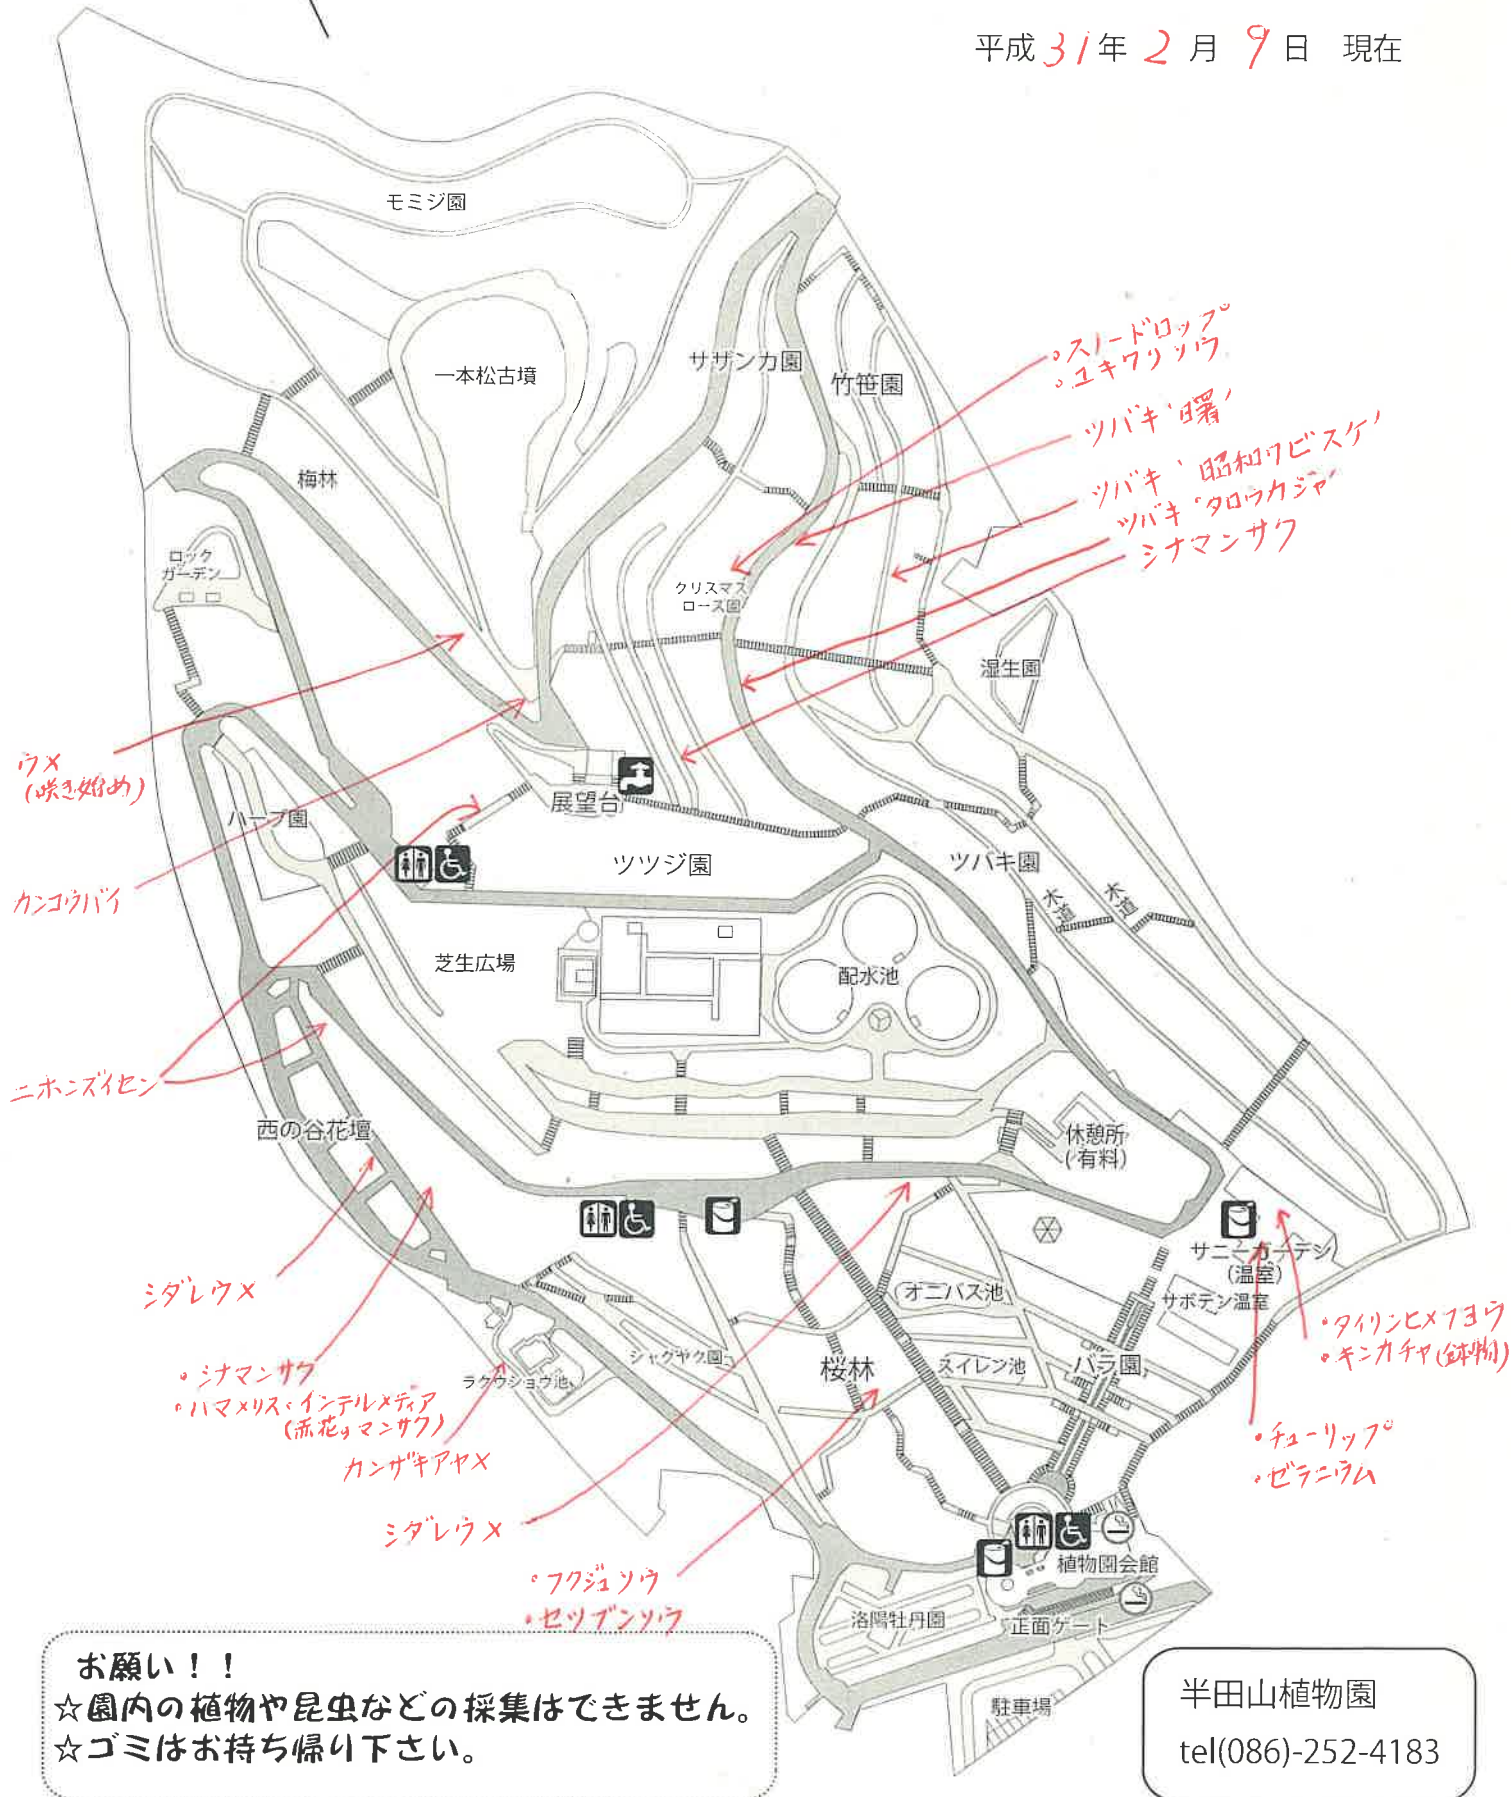 平成31年2月9日 現在
モミジ園
一本松古墳
サザンカ園
竹笹園
・スノードロップ
・ユキワリソウ
ツバキ '曙'
ツバキ '昭和ワビスケ'
ツバキ 'タロウカジャ'
シナマンサク
梅林
ロック
ガーデン
クリスマス
ローズ園
湿生園
ウメ
(咲き始め)
展望台
ハーブ園
ツツジ園
ツバキ園
木道
木道
カンコウバイ
芝生広場
配水池
ニホンズイセン
西の谷花壇
休憩所
(有料)
サニーガーデン
(温室)
サボテン温室
シダレウメ
オニバス池
・タイリンヒメフヨウ
・キンカチャ(鉢物)
シャクヤク園
桜林
スイレン池
バラ園
ラクウショウ池
・シナマンサク
・ハマメリス・インテルメディア
(赤花のマンサク)
カンザキアヤメ
・チューリップ
・ゼラニウム
シダレウメ
・フクジュソウ
・セツブンソウ
植物園会館
洛陽牡丹園
正面ゲート
駐車場
お願い！！
☆園内の植物や昆虫などの採集はできません。
☆ゴミはお持ち帰り下さい。
半田山植物園
tel(086)-252-4183